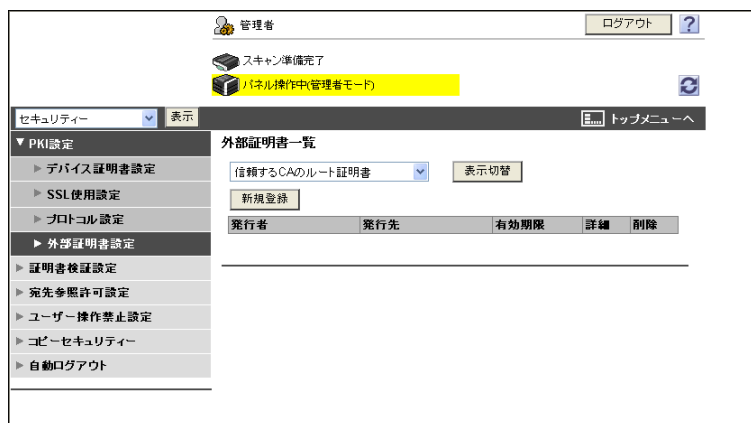 管理者
ログアウト
?
スキャン準備完了
パネル操作中(管理者モード)
セキュリティー
表示
トップメニューへ
▼ PKI設定
▶ デバイス証明書設定
▶ SSL使用設定
▶ プロトコル設定
▶ 外部証明書設定
▶ 証明書検証設定
▶ 宛先参照許可設定
▶ ユーザー操作禁止設定
▶ コピーセキュリティー
▶ 自動ログアウト
外部証明書一覧
信頼するCAのルート証明書
表示切替
新規登録
発行者 発行先 有効期限 詳細 削除